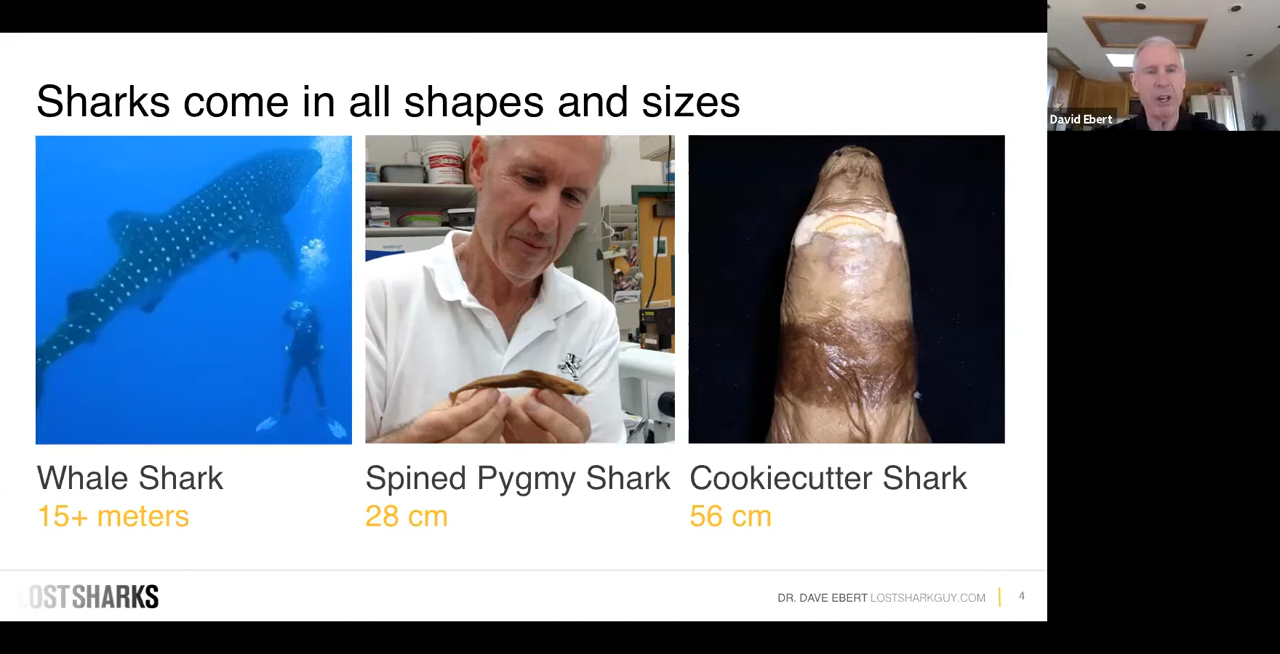 Sharks come in all shapes and sizes
David Ebert
Whale Shark
15+ meters
Spined Pygmy Shark
28 cm
Cookiecutter Shark
56 cm
LOSTSHARKS
DR. DAVE EBERT LOSTSHARKGUY.COM
4